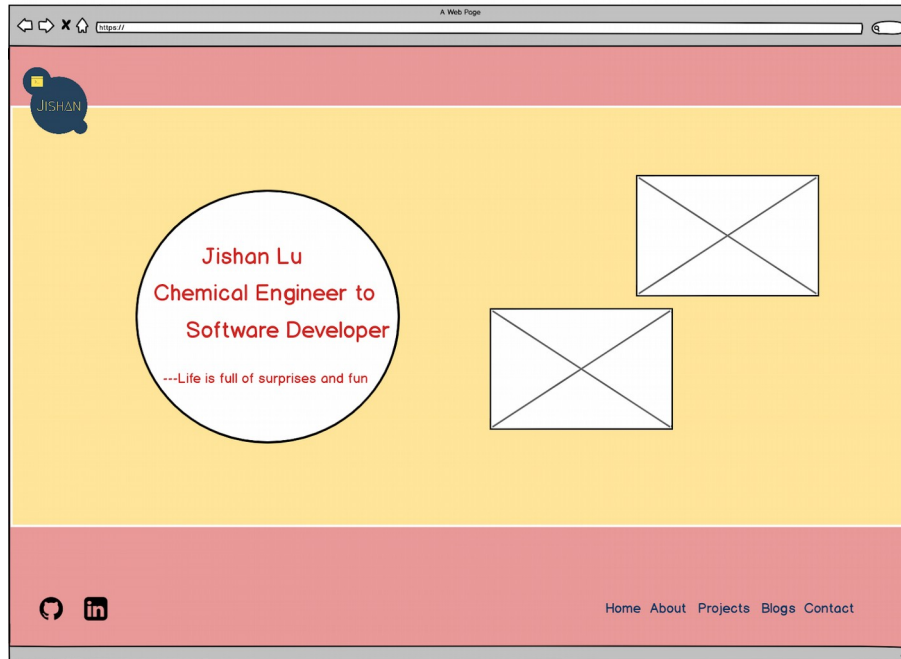 A Web Page
https://
JISHAN
Jishan Lu
Chemical Engineer to
Software Developer
---Life is full of surprises and fun
in
Home About Projects Blogs Contact